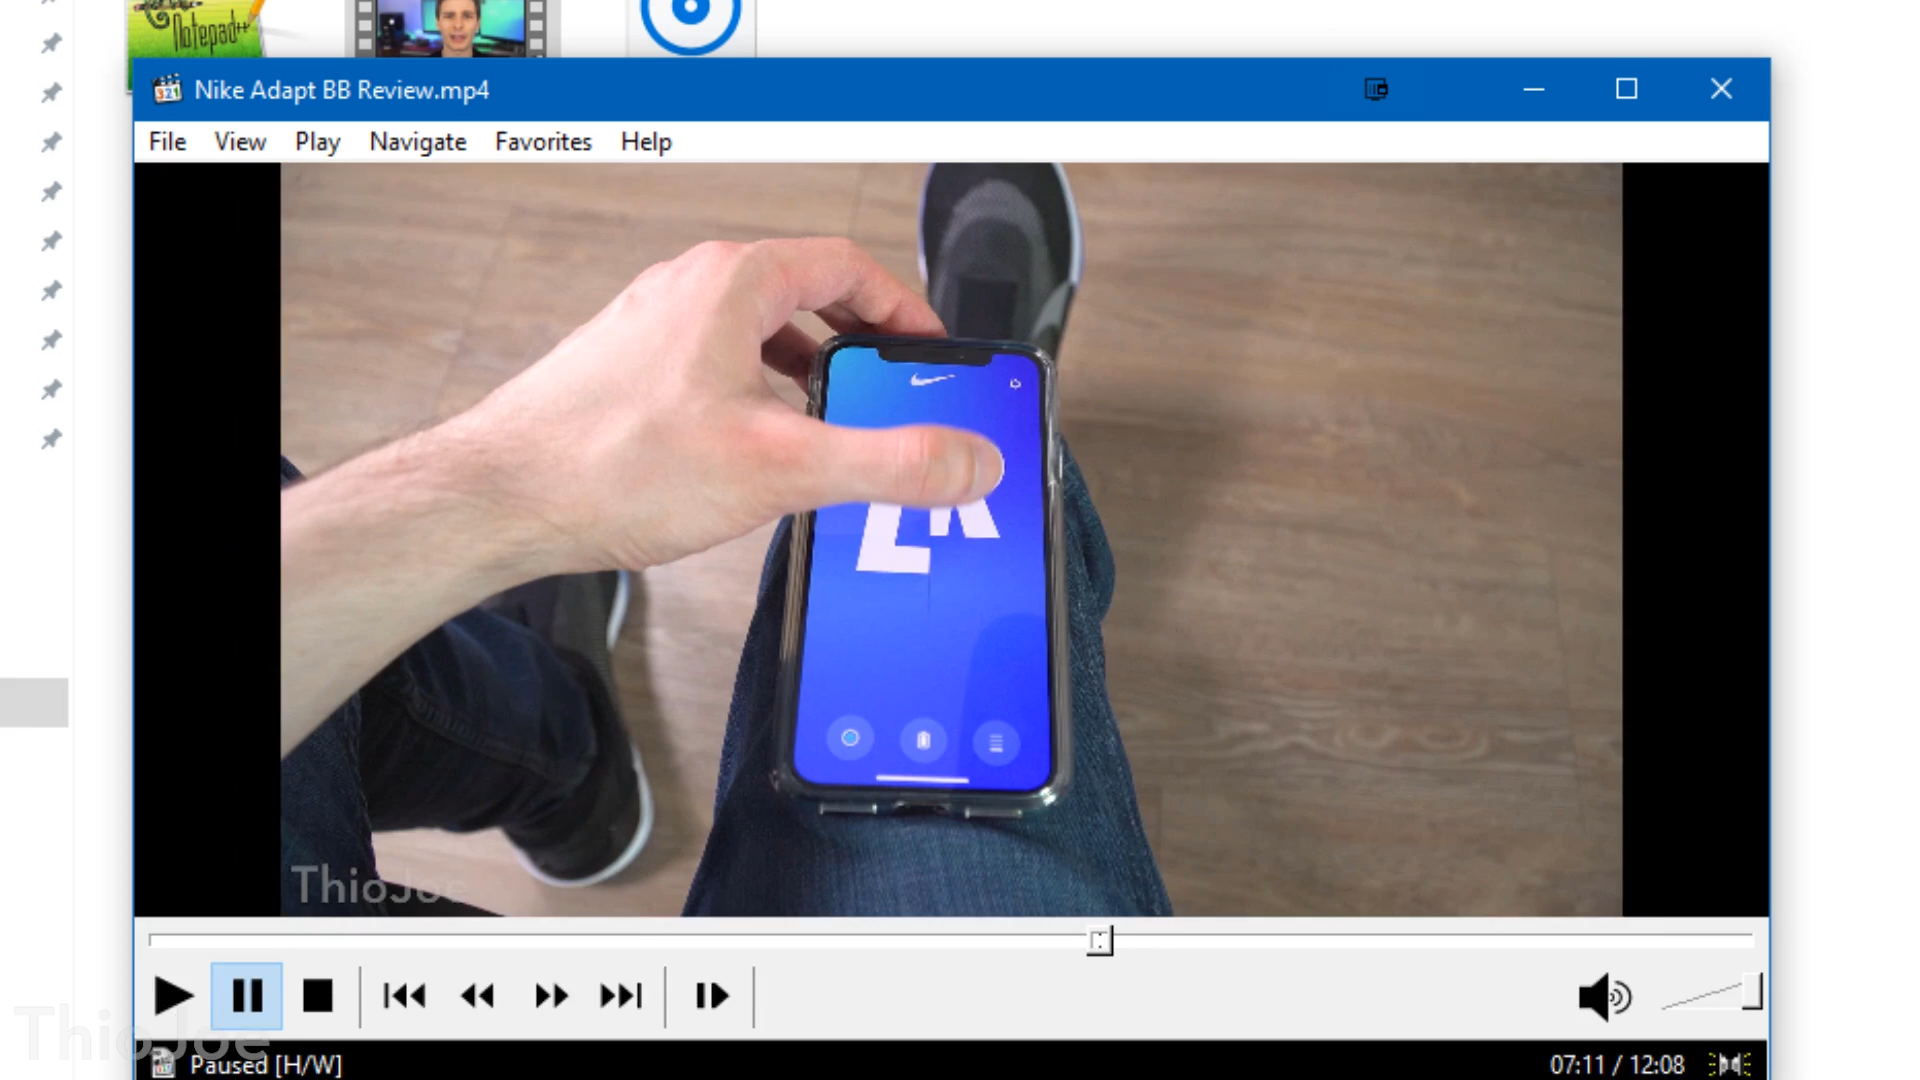 Notepad++
Nike Adapt BB Review.mp4
File View Play Navigate Favorites Help
L
ThioJoe
ThioJoe
Paused [H/W]
07:11 / 12:08